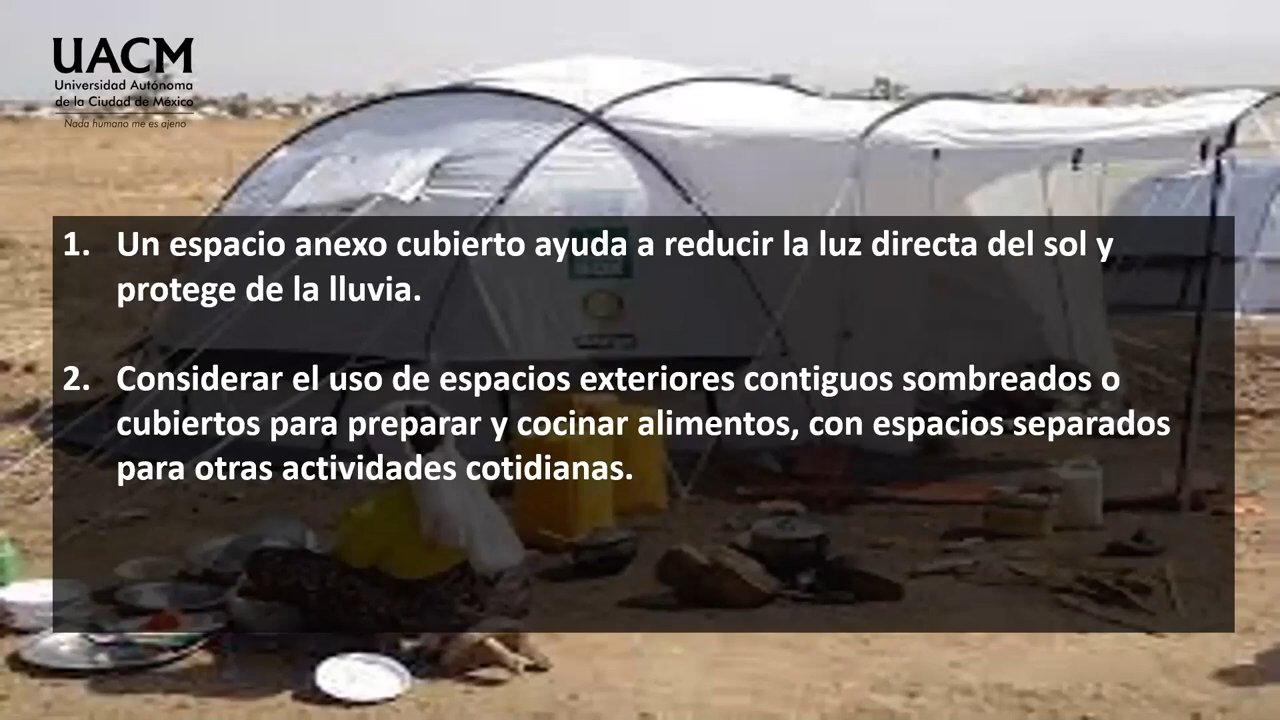 UACM
Universidad Autónoma
de la Ciudad de México
Nada humano me es ajeno
1. Un espacio anexo cubierto ayuda a reducir la luz directa del sol y
protege de la lluvia.
2. Considerar el uso de espacios exteriores contiguos sombreados o
cubiertos para preparar y cocinar alimentos, con espacios separados
para otras actividades cotidianas.